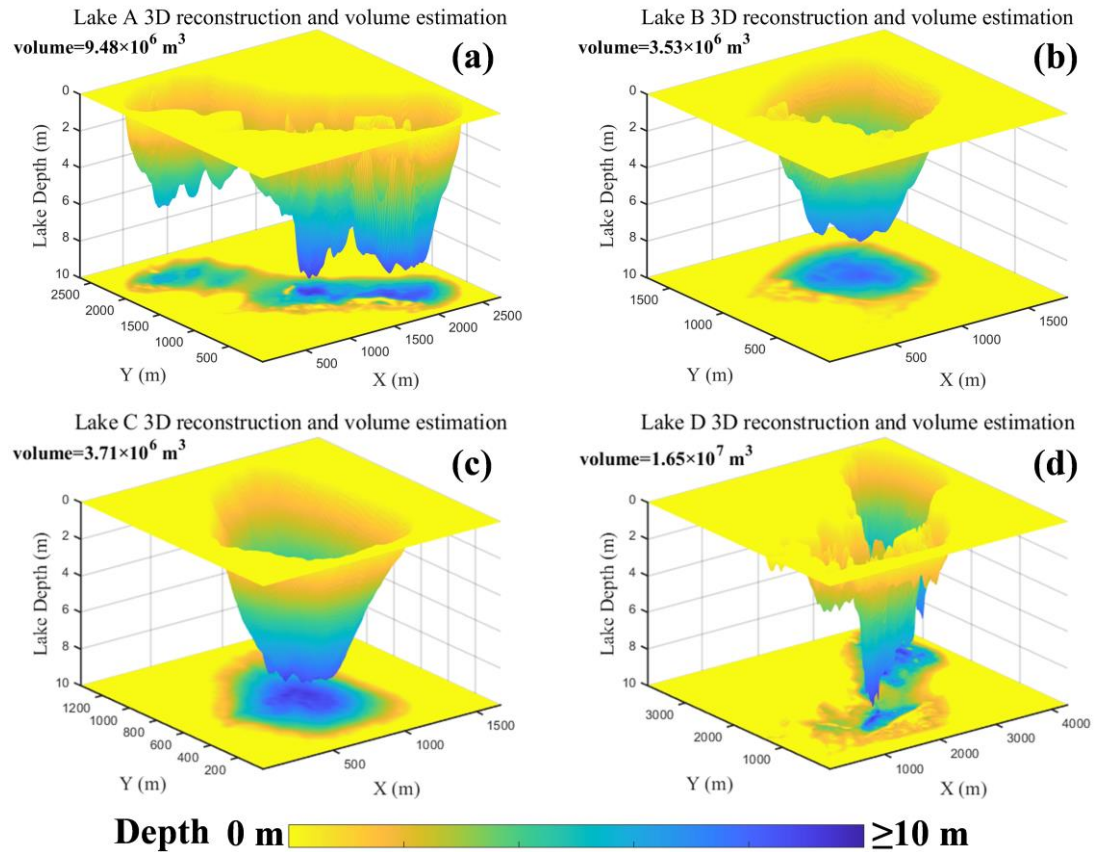 Lake A 3D reconstruction and volume estimation
volume=9.48×10⁶ m³
(a)
0
2
4
6
8
10
Lake Depth (m)
2500
2000
1500
1000
500
Y (m)
500
1000
1500
2000
2500
X (m)
Lake B 3D reconstruction and volume estimation
volume=3.53×10⁶ m³
(b)
0
2
4
6
8
10
Lake Depth (m)
1500
1000
500
Y (m)
500
1000
1500
X (m)
Lake C 3D reconstruction and volume estimation
volume=3.71×10⁶ m³
(c)
0
2
4
6
8
10
Lake Depth (m)
1200
1000
800
600
400
200
Y (m)
500
1000
1500
X (m)
Lake D 3D reconstruction and volume estimation
volume=1.65×10⁷ m³
(d)
0
2
4
6
8
10
Lake Depth (m)
3000
2000
1000
Y (m)
1000
2000
3000
4000
X (m)
Depth 0 m ≥10 m